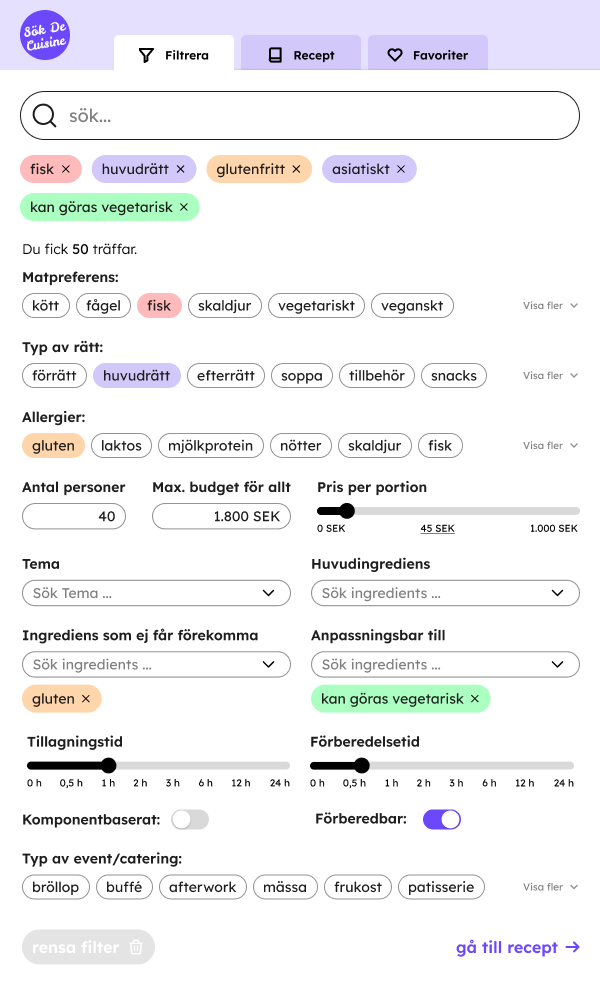 Sök De
Cuisine
Filtrera
Recept
Favoriter
sök...
fisk × huvudrätt × glutenfritt × asiatiskt ×
kan göras vegetarisk ×
Du fick 50 träffar.
Matpreferens:
kött fågel fisk skaldjur vegetariskt veganskt Visa fler
Typ av rätt:
förrätt huvudrätt efterrätt soppa tillbehör snacks Visa fler
Allergier:
gluten laktos mjölkprotein nötter skaldjur fisk Visa fler
Antal personer Max. budget för allt Pris per portion
40 1.800 SEK
0 SEK 45 SEK 1.000 SEK
Tema Huvudingrediens
Sök Tema ... Sök ingredients ...
Ingrediens som ej får förekomma Anpassningsbar till
Sök ingredients ... Sök ingredients ...
gluten × kan göras vegetarisk ×
Tillagningstid Förberedelsetid
0 h 0,5 h 1 h 2 h 3 h 6 h 12 h 24 h 0 h 0,5 h 1 h 2 h 3 h 6 h 12 h 24 h
Komponentbaserat: Förberedbar:
Typ av event/catering:
bröllop buffé afterwork mässa frukost patisserie Visa fler
rensa filter gå till recept →